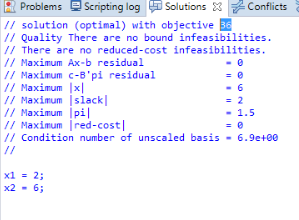 Problems Scripting log Solutions Conflicts
// solution (optimal) with objective 36
// Quality There are no bound infeasibilities.
// There are no reduced-cost infeasibilities.
// Maximum Ax-b residual = 0
// Maximum c-B'pi residual = 0
// Maximum |x| = 6
// Maximum |slack| = 2
// Maximum |pi| = 1.5
// Maximum |red-cost| = 0
// Condition number of unscaled basis = 6.9e+00
//
x1 = 2;
x2 = 6;